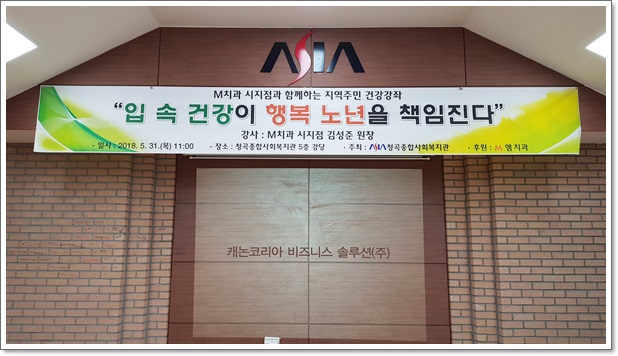 ASIA
M치과 시지점과 함께하는 지역주민 건강강좌
“입 속 건강이 행복 노년을 책임진다”
강사 : M치과 시지점 김성준 원장
· 일시 : 2018. 5. 31.(목) 11:00 · 장소 : 청곡종합사회복지관 5층 강당 · 주최 : ASIA청곡종합사회복지관 · 후원 : M 엠치과
캐논코리아 비즈니스 솔루션(주)